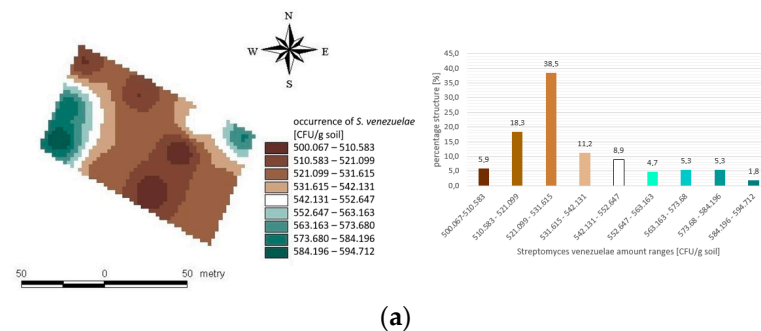 N
W E
S
occurrence of S. venezuelae
[CFU/g soil]
500.067 – 510.583
510.583 – 521.099
521.099 – 531.615
531.615 – 542.131
542.131 – 552.647
552.647 – 563.163
563.163 – 573.680
573.680 – 584.196
584.196 – 594.712
50 0 50 metry
percentage structure [%]
45,0
40,0
35,0
30,0
25,0
20,0
15,0
10,0
5,0
0,0
5,9
18,3
38,5
11,2
8,9
4,7
5,3
5,3
1,8
500.067-510.583
510.583 - 521.099
521.099 - 531.615
531.615 - 542.131
542.131 - 552.647
552.647 - 563.163
563.163 - 573.68
573.68 - 584.196
584.196 - 594.712
Streptomyces venezuelae amount ranges [CFU/g soil]
(a)